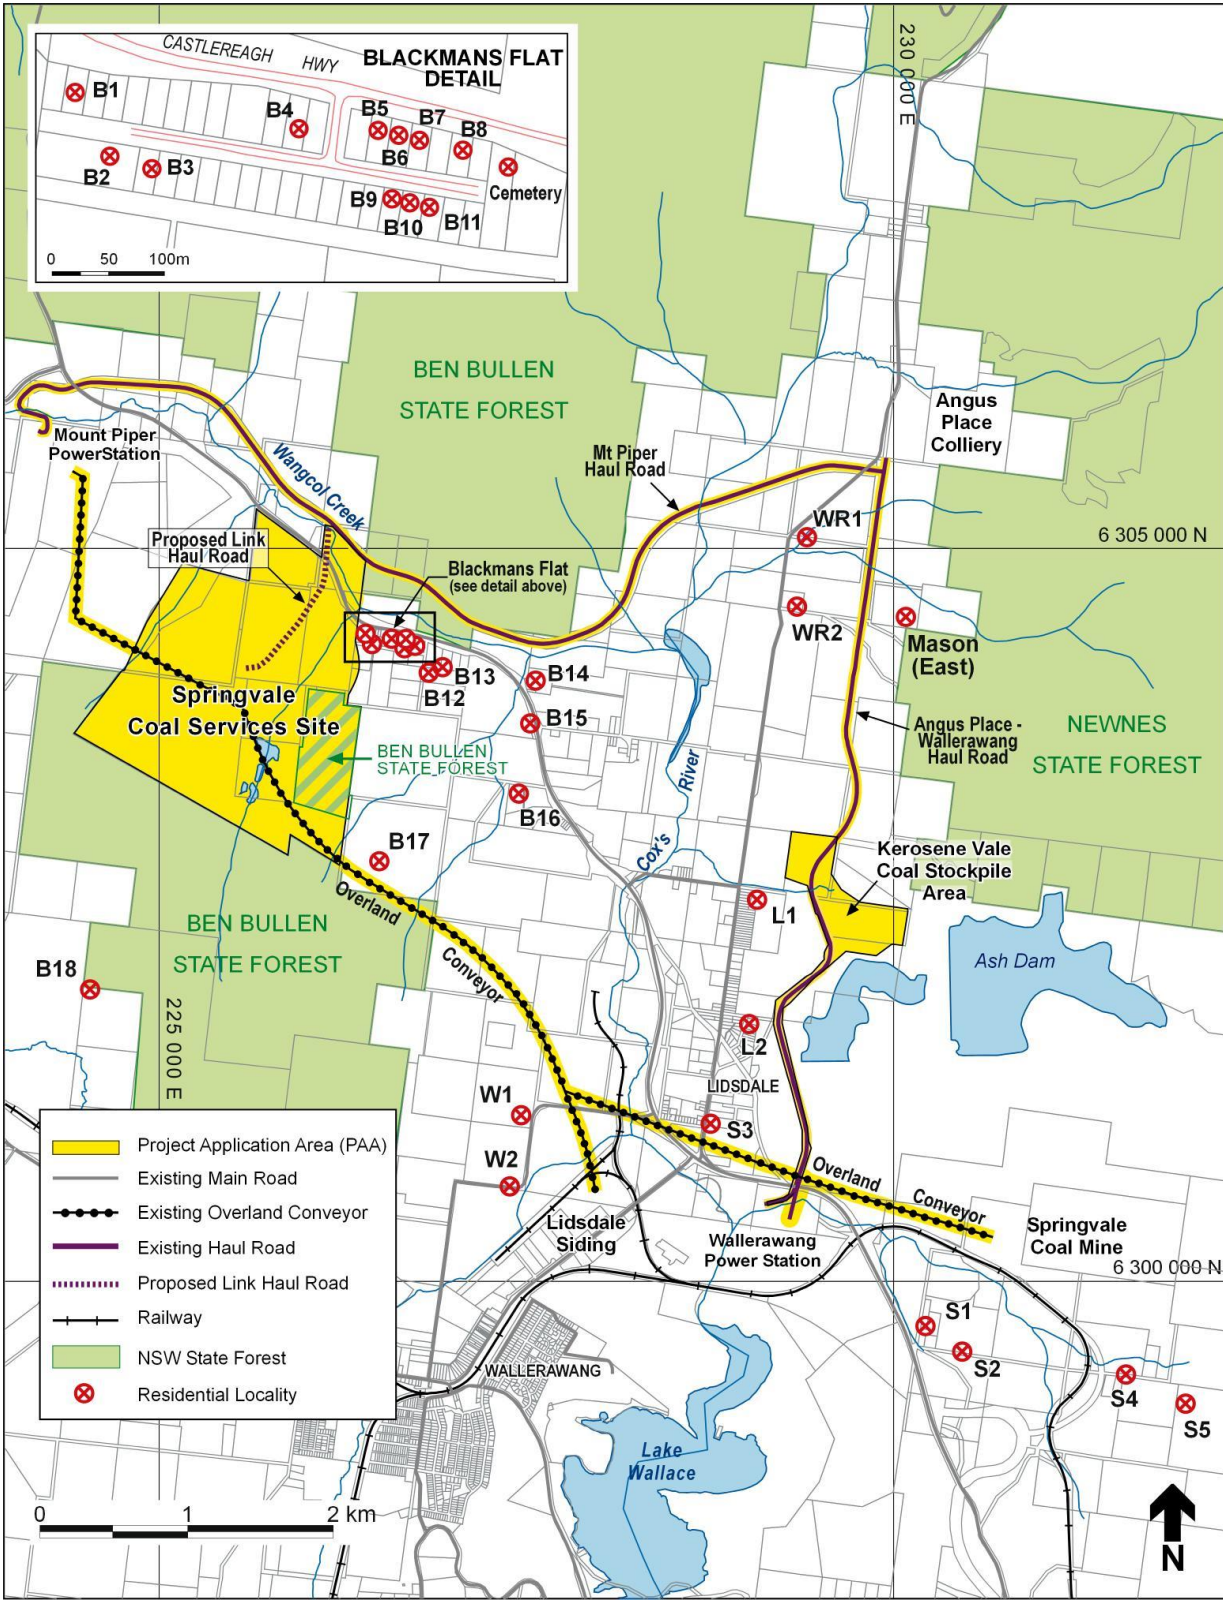 CASTLEREAGH HWY
BLACKMANS FLAT
DETAIL
B1
B4
B5
B7
B8
B6
B2
B3
Cemetery
B9
B10
B11
0 50 100m
230 000 E
BEN BULLEN
STATE FOREST
Angus
Place
Colliery
Mount Piper
PowerStation
Wangcol Creek
Mt Piper
Haul Road
WR1
6 305 000 N
Proposed Link
Haul Road
Blackmans Flat
(see detail above)
WR2
Mason
(East)
B13
B14
B12
Springvale
Coal Services Site
B15
Angus Place -
Wallerawang
Haul Road
NEWNES
STATE FOREST
BEN BULLEN
STATE FOREST
River
B16
Cox's
B17
Kerosene Vale
Coal Stockpile
Area
Overland
L1
BEN BULLEN
STATE FOREST
Conveyor
Ash Dam
B18
225 000 E
L2
LIDSDALE
W1
S3
W2
Overland
Conveyor
Lidsdale
Siding
Wallerawang
Power Station
Springvale
Coal Mine
6 300 000 N
S1
S2
S4
S5
WALLERAWANG
Lake
Wallace
Project Application Area (PAA)
Existing Main Road
Existing Overland Conveyor
Existing Haul Road
Proposed Link Haul Road
Railway
NSW State Forest
Residential Locality
0 1 2 km
N